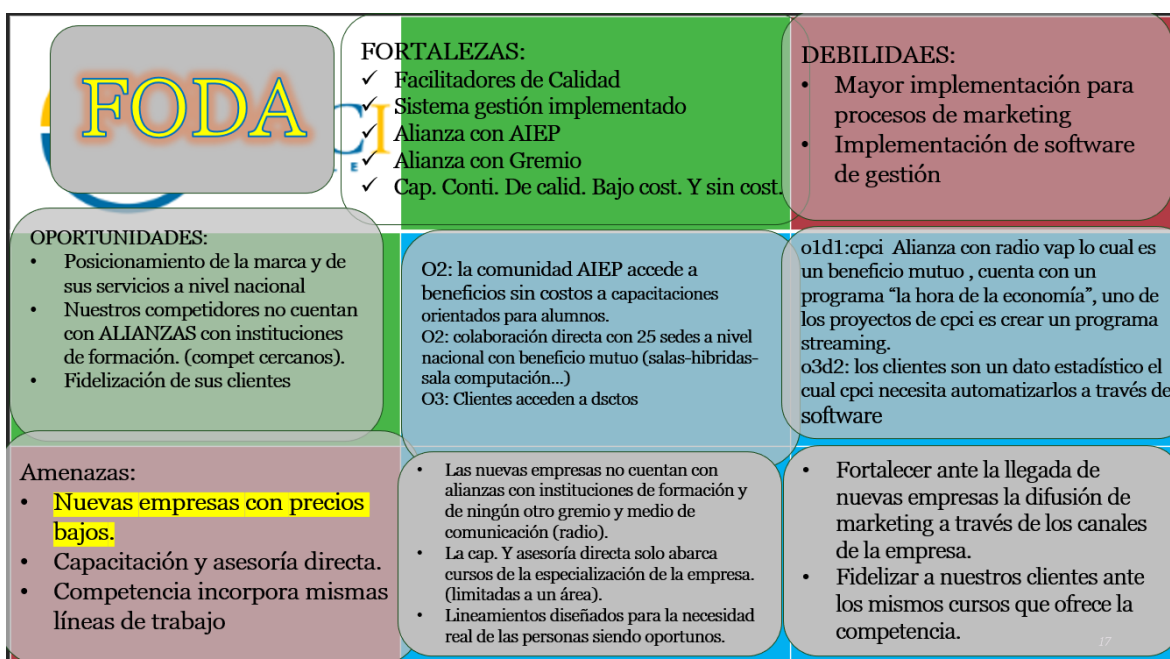 FODA
CI
E
FORTALEZAS:
✓ Facilitadores de Calidad
✓ Sistema gestión implementado
✓ Alianza con AIEP
✓ Alianza con Gremio
✓ Cap. Conti. De calid. Bajo cost. Y sin cost.
DEBILIDAES:
• Mayor implementación para
procesos de marketing
• Implementación de software
de gestión
OPORTUNIDADES:
• Posicionamiento de la marca y de
sus servicios a nivel nacional
• Nuestros competidores no cuentan
con ALIANZAS con instituciones
de formación. (compet cercanos).
• Fidelización de sus clientes
O2: la comunidad AIEP accede a
beneficios sin costos a capacitaciones
orientados para alumnos.
O2: colaboración directa con 25 sedes a nivel
nacional con beneficio mutuo (salas-hibridas-
sala computación...)
O3: Clientes acceden a dsctos
o1d1:cpci Alianza con radio vap lo cual es
un beneficio mutuo , cuenta con un
programa “la hora de la economía”, uno de
los proyectos de cpci es crear un programa
streaming.
o3d2: los clientes son un dato estadístico el
cual cpci necesita automatizarlos a través de
software
Amenazas:
• Nuevas empresas con precios
bajos.
• Capacitación y asesoría directa.
• Competencia incorpora mismas
líneas de trabajo
• Las nuevas empresas no cuentan con
alianzas con instituciones de formación y
de ningún otro gremio y medio de
comunicación (radio).
• La cap. Y asesoría directa solo abarca
cursos de la especialización de la empresa.
(limitadas a un área).
• Lineamientos diseñados para la necesidad
real de las personas siendo oportunos.
• Fortalecer ante la llegada de
nuevas empresas la difusión de
marketing a través de los canales
de la empresa.
• Fidelizar a nuestros clientes ante
los mismos cursos que ofrece la
competencia.
17